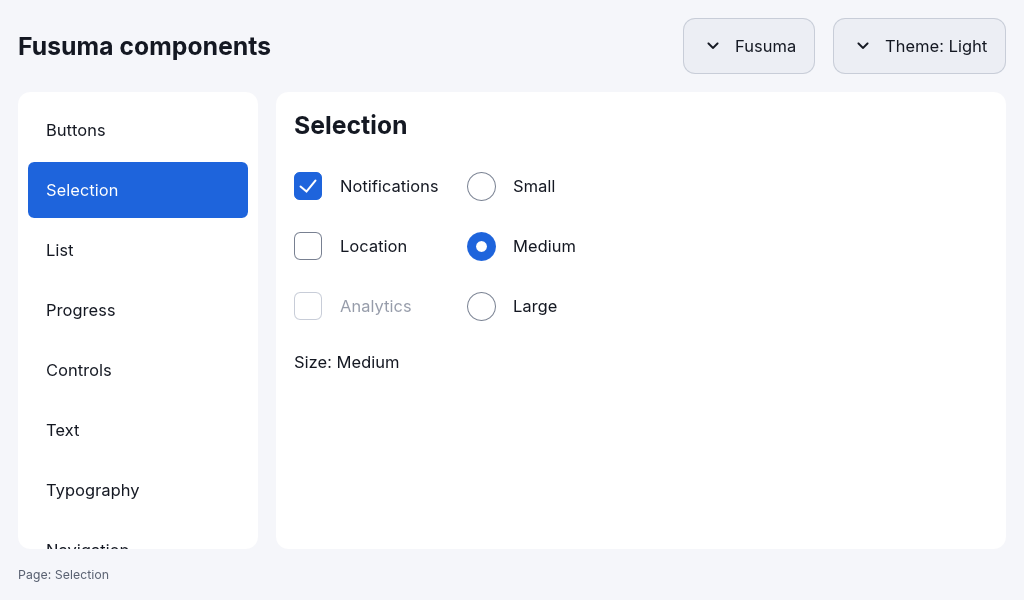 Fusuma components
Fusuma
Theme: Light
Buttons
Selection
List
Progress
Controls
Text
Typography
Navigation
Selection
Notifications
Small
Location
Medium
Analytics
Large
Size: Medium
Page: Selection